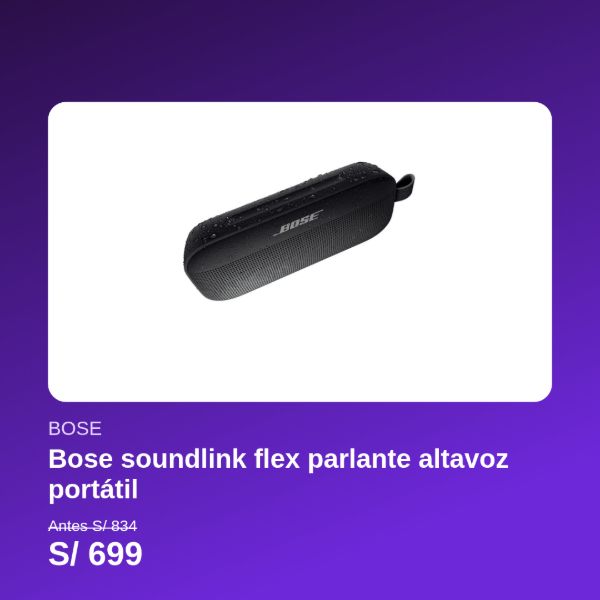 BOSE
BOSE
Bose soundlink flex parlante altavoz
portátil
Antes S/ 834
S/ 699